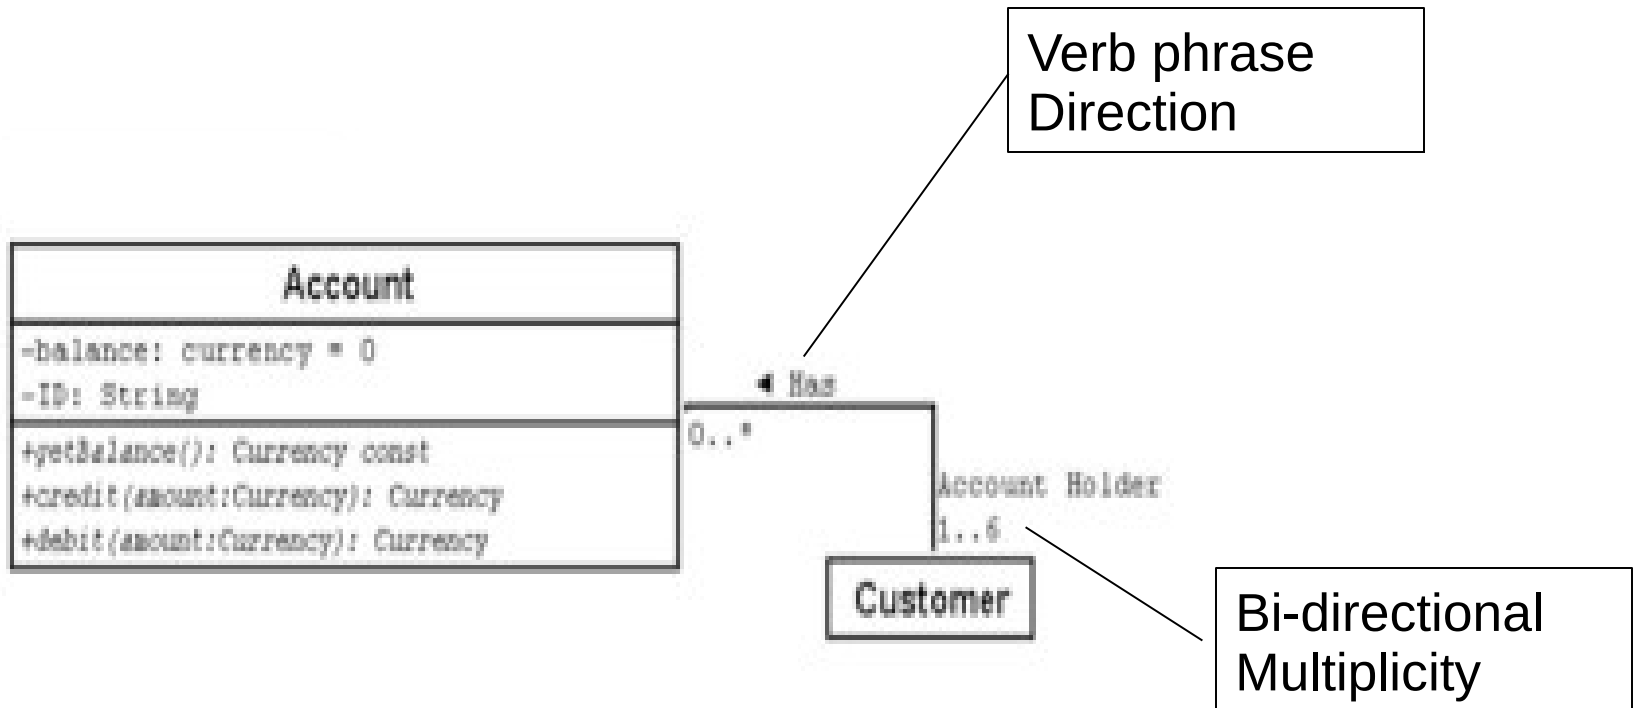 Verb phrase
Direction
Account
-balance: currency = 0
-ID: String
+getBalance(): Currency const
+credit(amount:Currency): Currency
+debit(amount:Currency): Currency
◄ Has
0..*
Account Holder
1..6
Customer
Bi-directional
Multiplicity